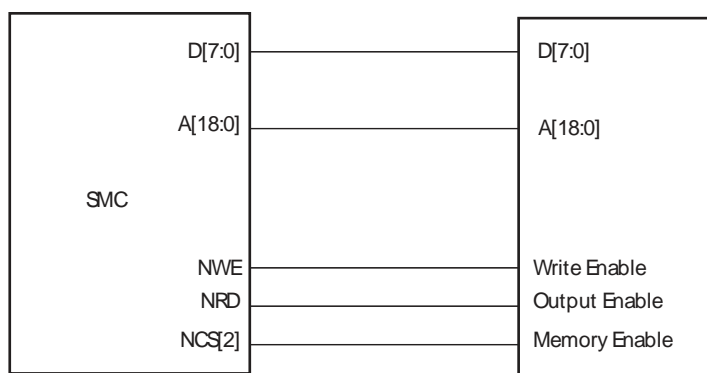 D[7:0] D[7:0]
A[18:0] A[18:0]
SMC
NWE Write Enable
NRD Output Enable
NCS[2] Memory Enable